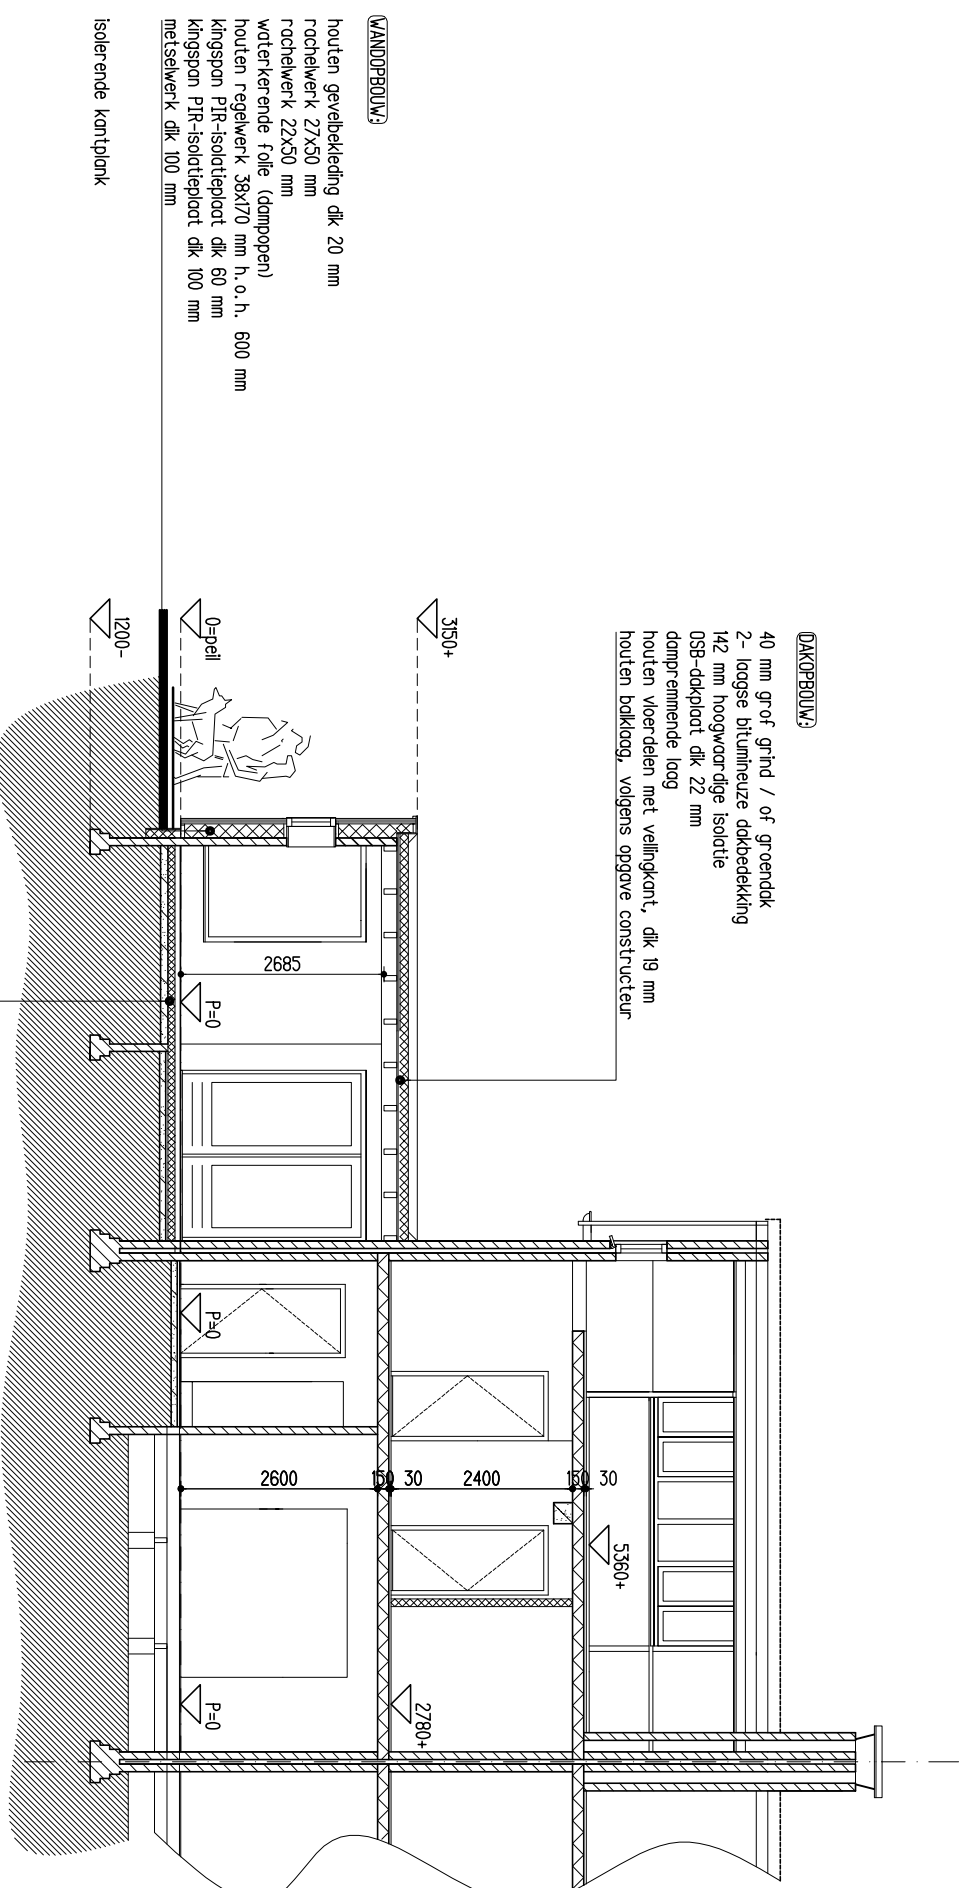 WANDOPBOUW:
houten gevelbekleding dik 20 mm
rachelwerk 27x50 mm
rachelwerk 22x50 mm
waterkerende folie (dampopen)
houten regelwerk 38x170 mm h.o.h. 600 mm
kingspan PIR-isolatieplaat dik 60 mm
kingspan PIR-isolatieplaat dik 100 mm
metselwerk dik 100 mm
isolerende kantplank
DAKOPBOUW:
40 mm grof grind / of groendak
2- laagse bitumineuze dakbedekking
142 mm hoogwaardige isolatie
OSB-dakplaat dik 22 mm
dampremmende laag
houten vloerdelen met vellingkant, dik 19 mm
houten balklaag, volgens opgave constructeur
3150+
0=peil
1200-
2685
P=0
P=0
2600
150
30
2400
150
30
5360+
2780+
P=0